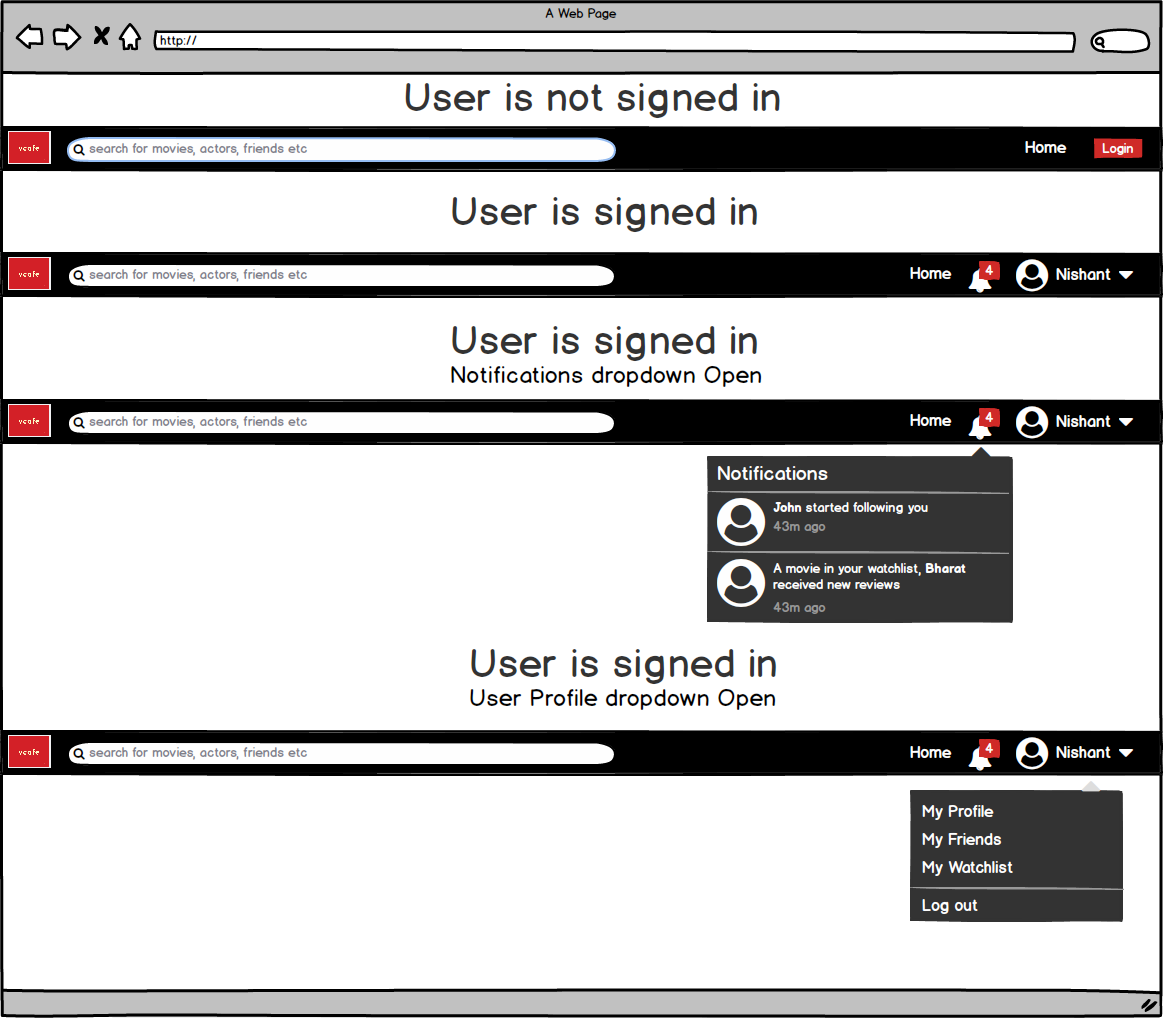 A Web Page
http://
User is not signed in
vcafe
search for movies, actors, friends etc
Home
Login
User is signed in
vcafe
search for movies, actors, friends etc
Home
4
Nishant
User is signed in
Notifications dropdown Open
vcafe
search for movies, actors, friends etc
Home
4
Nishant
Notifications
John started following you
43m ago
A movie in your watchlist, Bharat
received new reviews
43m ago
User is signed in
User Profile dropdown Open
vcafe
search for movies, actors, friends etc
Home
4
Nishant
My Profile
My Friends
My Watchlist
Log out